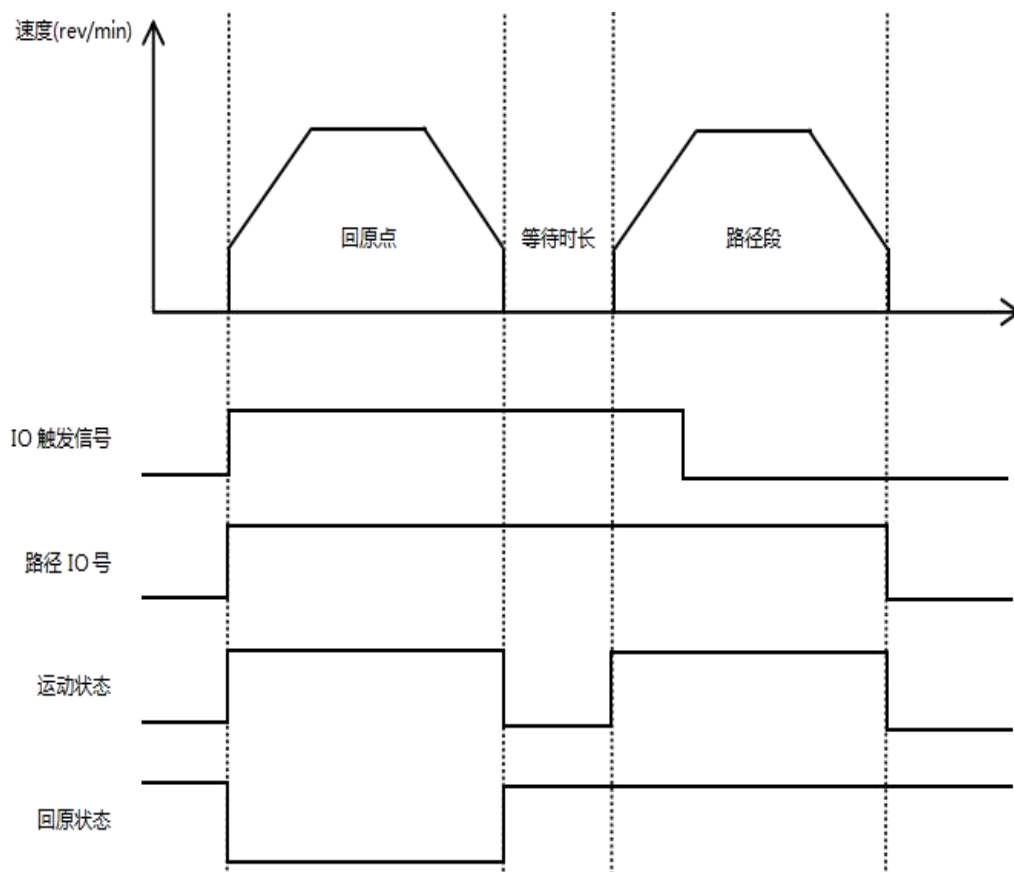 速度(rev/min)
回原点
等待时长
路径段
IO 触发信号
路径 IO 号
运动状态
回原状态